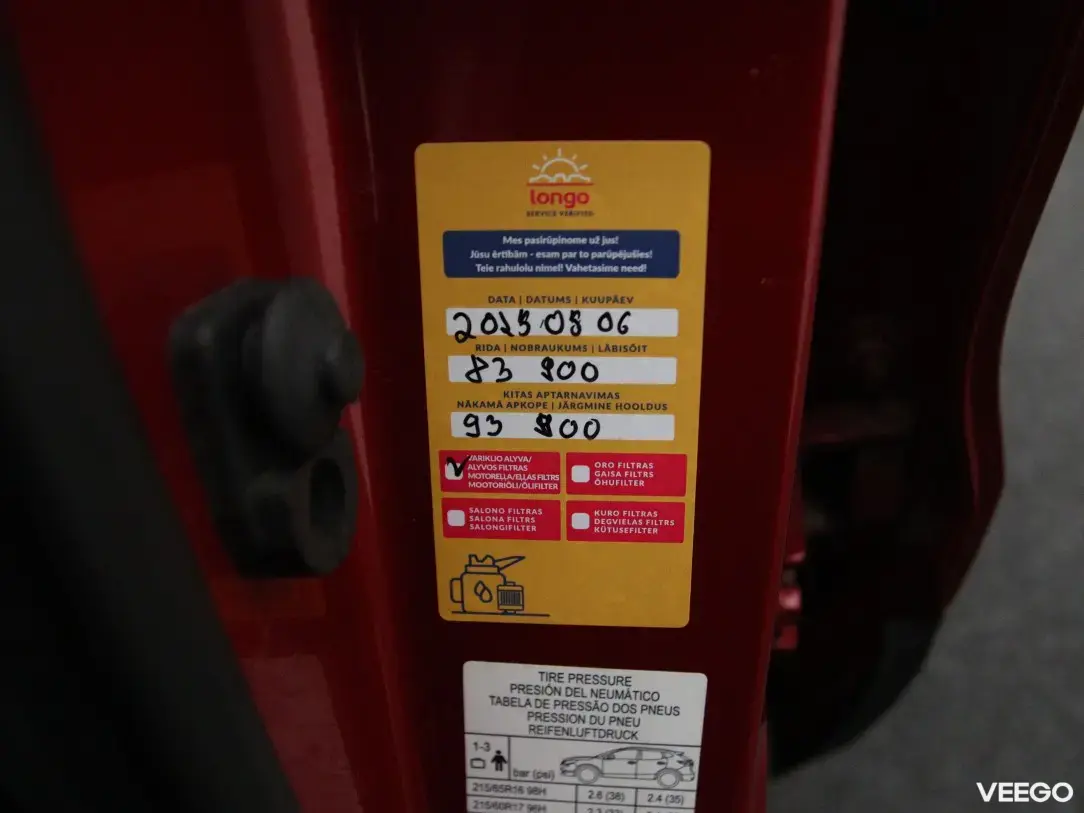 longo
SERVICE VERIFIED
Mes pasirūpinome už jus!
Jūsu ērtībām - esam par to parūpējušies!
Teie rahulolu nimel! Vahetasime need!
DATA | DATUMS | KUUPÄEV
08 06
RIDA | NOBRAUKUMS | LÄBISÕIT
83 900
KITAS APTARNAVIMAS
NĀKAMĀ APKOPE | JÄRGMINE HOOLDUS
93 900
VARIKLIO ALYVA/
ALYVOS FILTRAS
MOTORELLA/ELLAS FILTRS
MOOTORIÕLI/ÕLIFILTER
ORO FILTRAS
GAISA FILTRS
ÕHUFILTER
SALONO FILTRAS
SALONA FILTRS
SALONGIFILTER
KURO FILTRAS
DEGVIELAS FILTRS
KÜTUSEFILTER
TIRE PRESSURE
PRESIÓN DEL NEUMÁTICO
TABELA DE PRESSÃO DOS PNEUS
PRESSION DU PNEU
REIFENLUFTDRUCK
1-3
bar (psi)
215/65R16 98H 2.6 (38) 2.4 (35)
215/60R17 96H
VEEGO